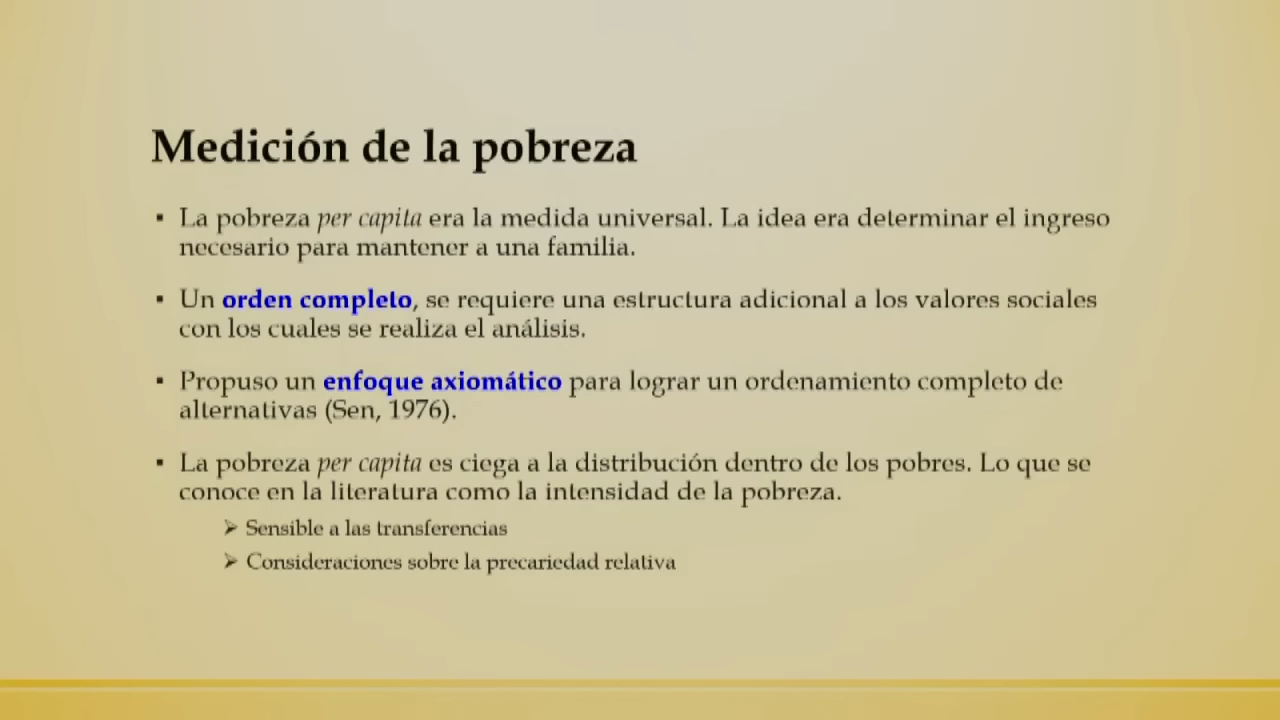 Medición de la pobreza
▪ La pobreza per capita era la medida universal. La idea era determinar el ingreso
necesario para mantener a una familia.
▪ Un orden completo, se requiere una estructura adicional a los valores sociales
con los cuales se realiza el análisis.
▪ Propuso un enfoque axiomático para lograr un ordenamiento completo de
alternativas (Sen, 1976).
▪ La pobreza per capita es ciega a la distribución dentro de los pobres. Lo que se
conoce en la literatura como la intensidad de la pobreza.
➢ Sensible a las transferencias
➢ Consideraciones sobre la precariedad relativa